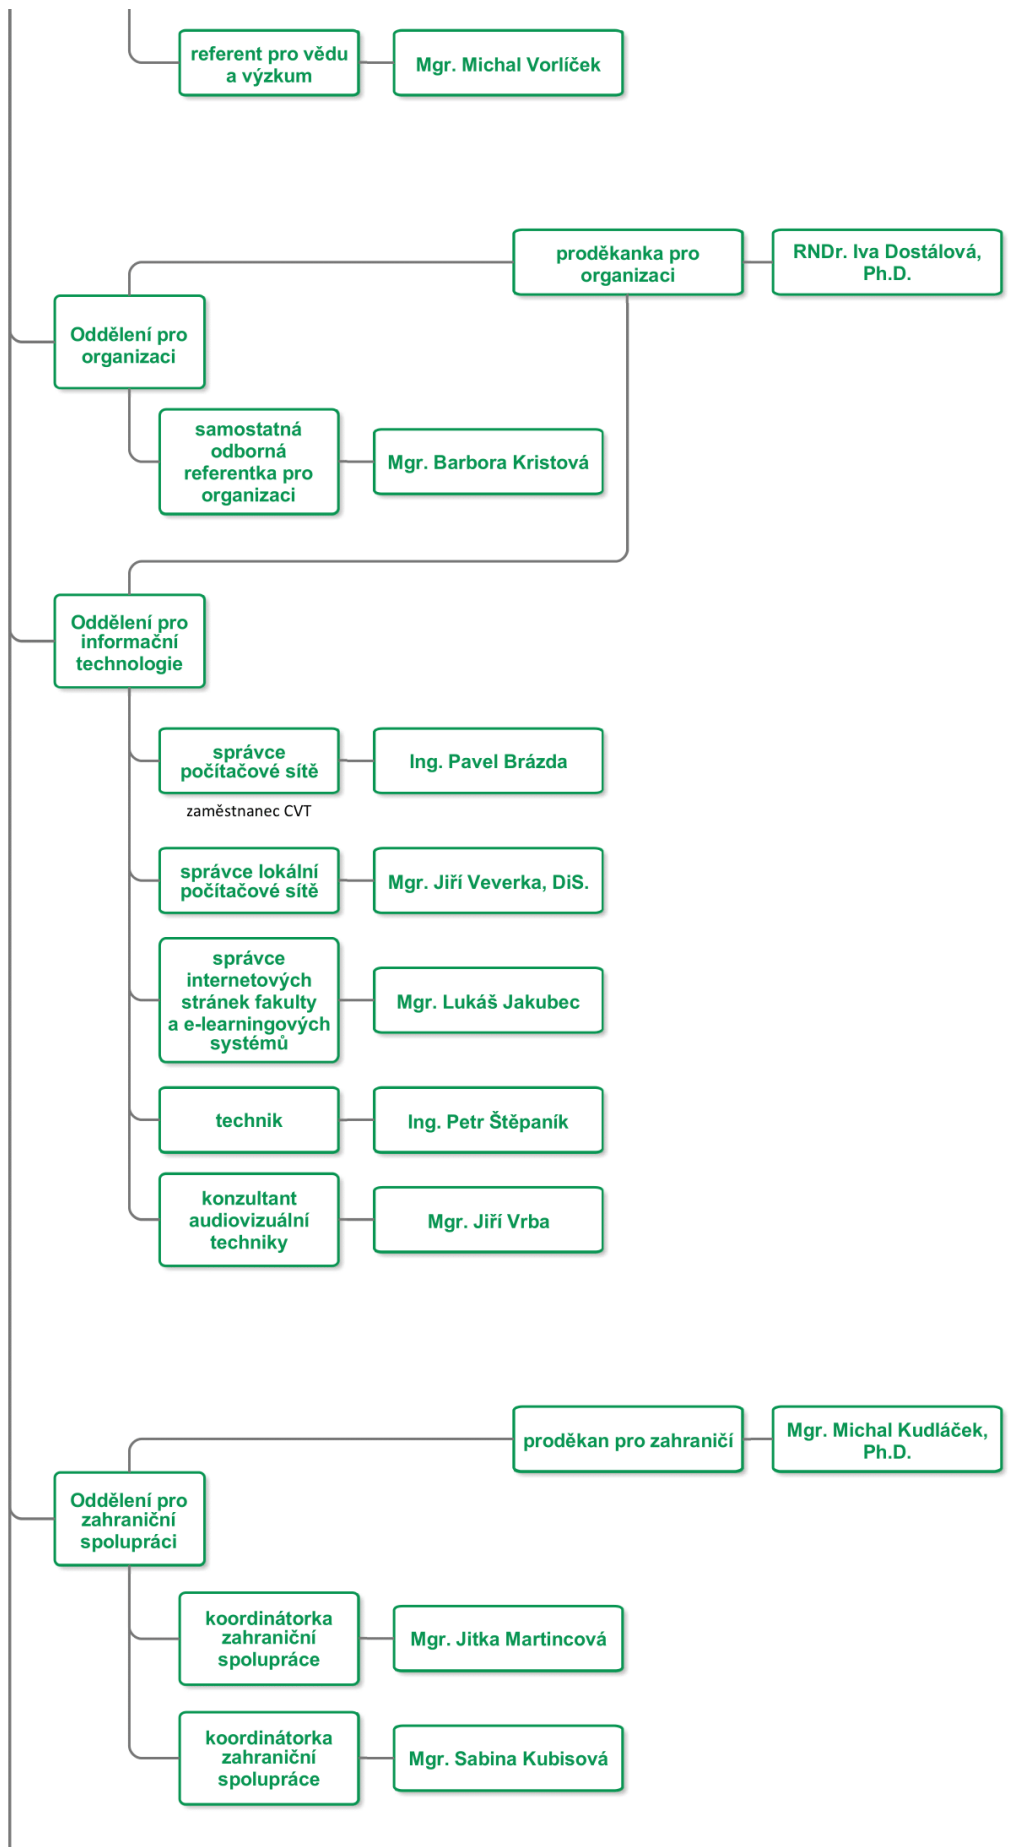 referent pro vědu
a výzkum
Mgr. Michal Vorlíček
proděkanka pro
organizaci
RNDr. Iva Dostálová,
Ph.D.
Oddělení pro
organizaci
samostatná
odborná
referentka pro
organizaci
Mgr. Barbora Kristová
Oddělení pro
informační
technologie
správce
počítačové sítě
Ing. Pavel Brázda
zaměstnanec CVT
správce lokální
počítačové sítě
Mgr. Jiří Veverka, DiS.
správce
internetových
stránek fakulty
a e-learningových
systémů
Mgr. Lukáš Jakubec
technik
Ing. Petr Štěpaník
konzultant
audiovizuální
techniky
Mgr. Jiří Vrba
proděkan pro zahraničí
Mgr. Michal Kudláček,
Ph.D.
Oddělení pro
zahraniční
spolupráci
koordinátorka
zahraniční
spolupráce
Mgr. Jitka Martincová
koordinátorka
zahraniční
spolupráce
Mgr. Sabina Kubisová